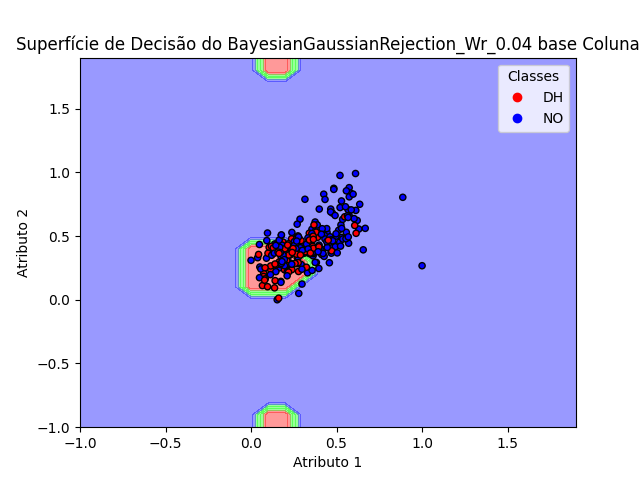 Superfície de Decisão do BayesianGaussianRejection_Wr_0.04 base Coluna
Classes
DH
NO
Atributo 2
1.5
1.0
0.5
0.0
−0.5
−1.0
−1.0 −0.5 0.0 0.5 1.0 1.5
Atributo 1